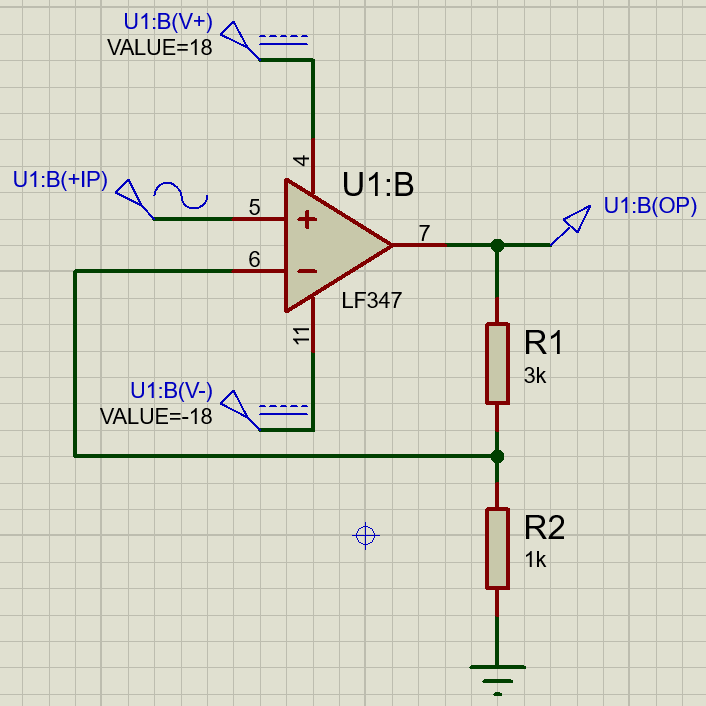 U1:B(V+)
VALUE=18
4
U1:B
U1:B(+IP)
5
U1:B(OP)
7
6
LF347
11
R1
3k
U1:B(V-)
VALUE=-18
R2
1k